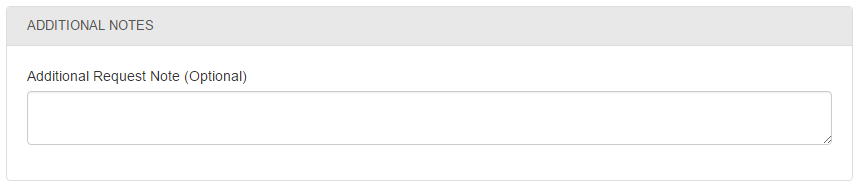 ADDITIONAL NOTES
Additional Request Note (Optional)